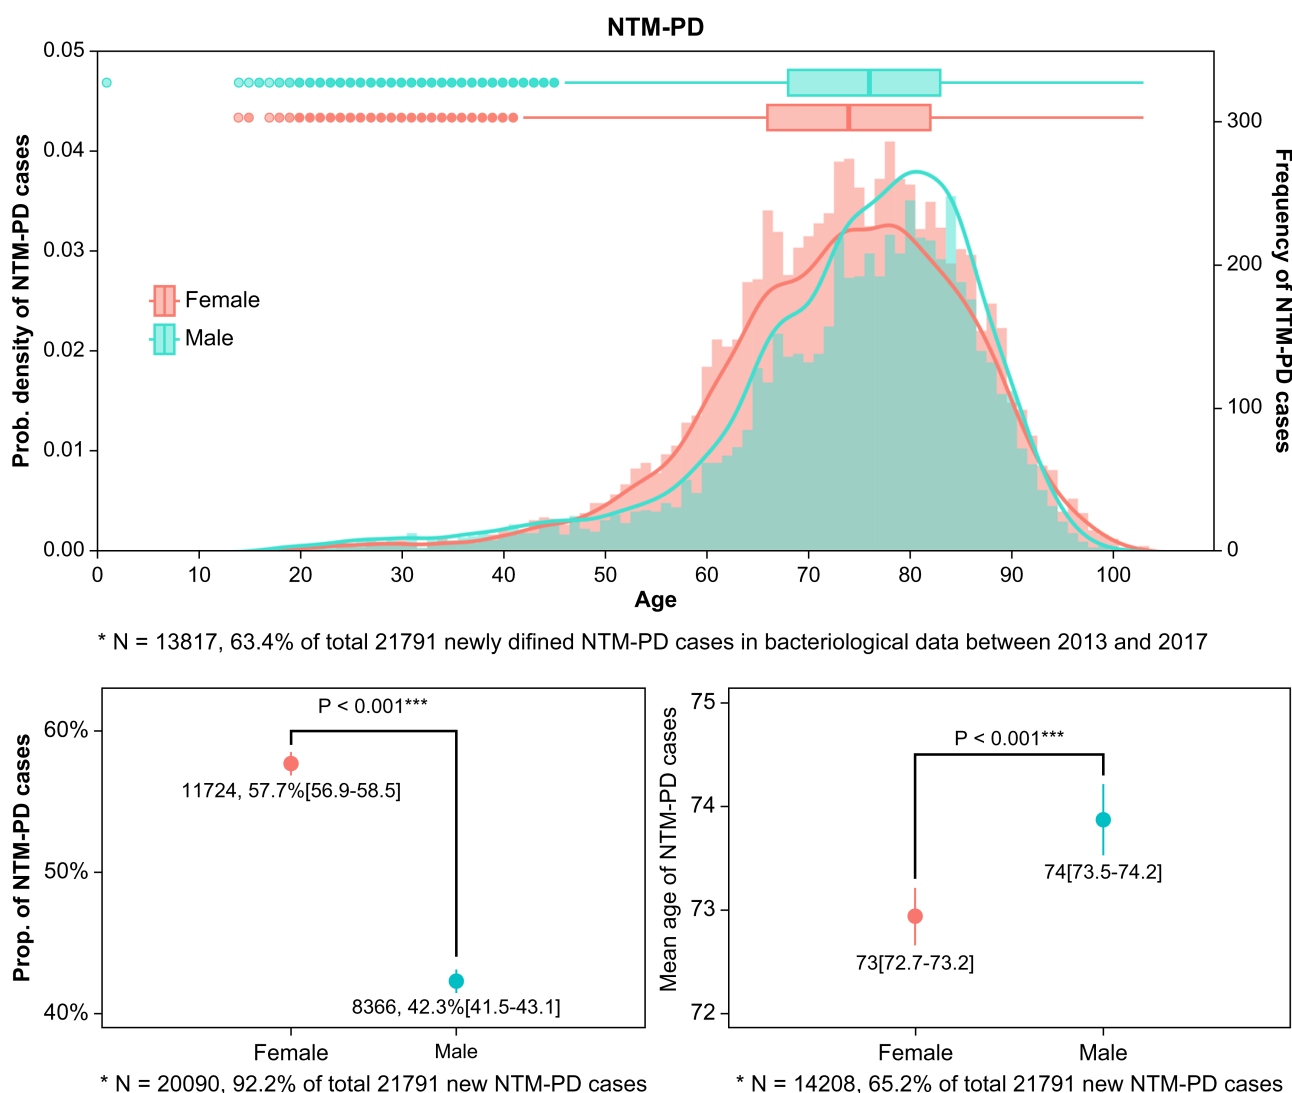 NTM-PD
Prob. density of NTM-PD cases
0.05
0.04
0.03
0.02
0.01
0.00
Female
Male
300
200
100
0
Frequency of NTM-PD cases
0 10 20 30 40 50 60 70 80 90 100
Age
* N = 13817, 63.4% of total 21791 newly difined NTM-PD cases in bacteriological data between 2013 and 2017
Prop. of NTM-PD cases
60%
50%
40%
P < 0.001***
11724, 57.7%[56.9-58.5]
8366, 42.3%[41.5-43.1]
Female Male
* N = 20090, 92.2% of total 21791 new NTM-PD cases
Mean age of NTM-PD cases
75
74
73
72
P < 0.001***
74[73.5-74.2]
73[72.7-73.2]
Female Male
* N = 14208, 65.2% of total 21791 new NTM-PD cases